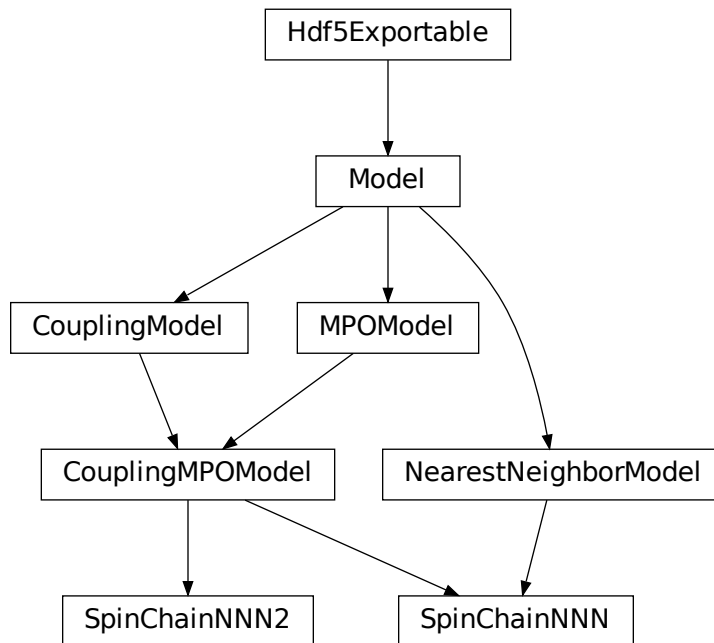 Hdf5Exportable
Model
CouplingModel
MPOModel
CouplingMPOModel
NearestNeighborModel
SpinChainNNN2
SpinChainNNN